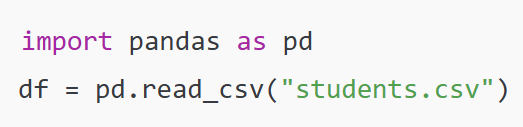 import pandas as pd
df = pd.read_csv("students.csv")